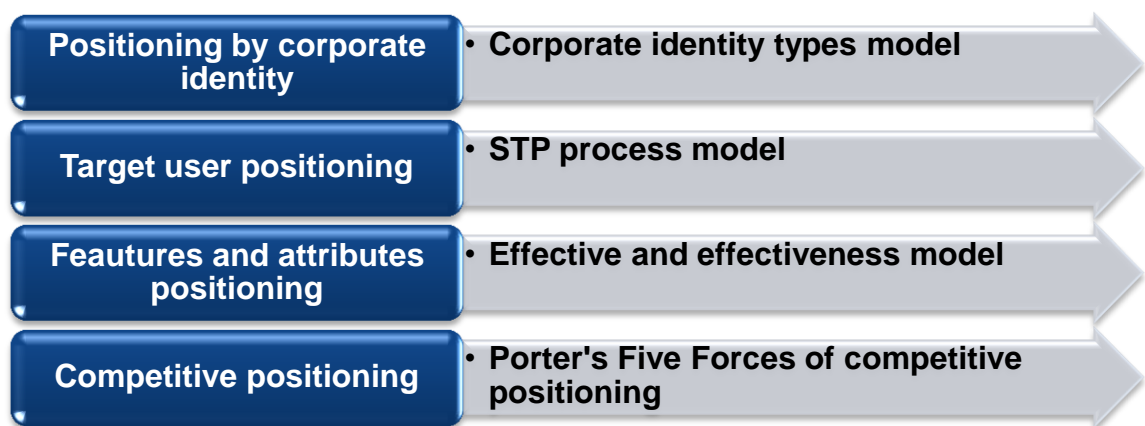 Positioning by corporate
identity
• Corporate identity types model
Target user positioning
• STP process model
Feautures and attributes
positioning
• Effective and effectiveness model
Competitive positioning
• Porter's Five Forces of competitive
positioning